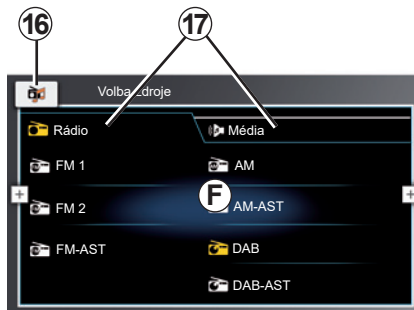 16 17
Volba zdroje
Rádio Média
FM 1 AM
FM 2 F AM-AST
FM-AST DAB
DAB-AST